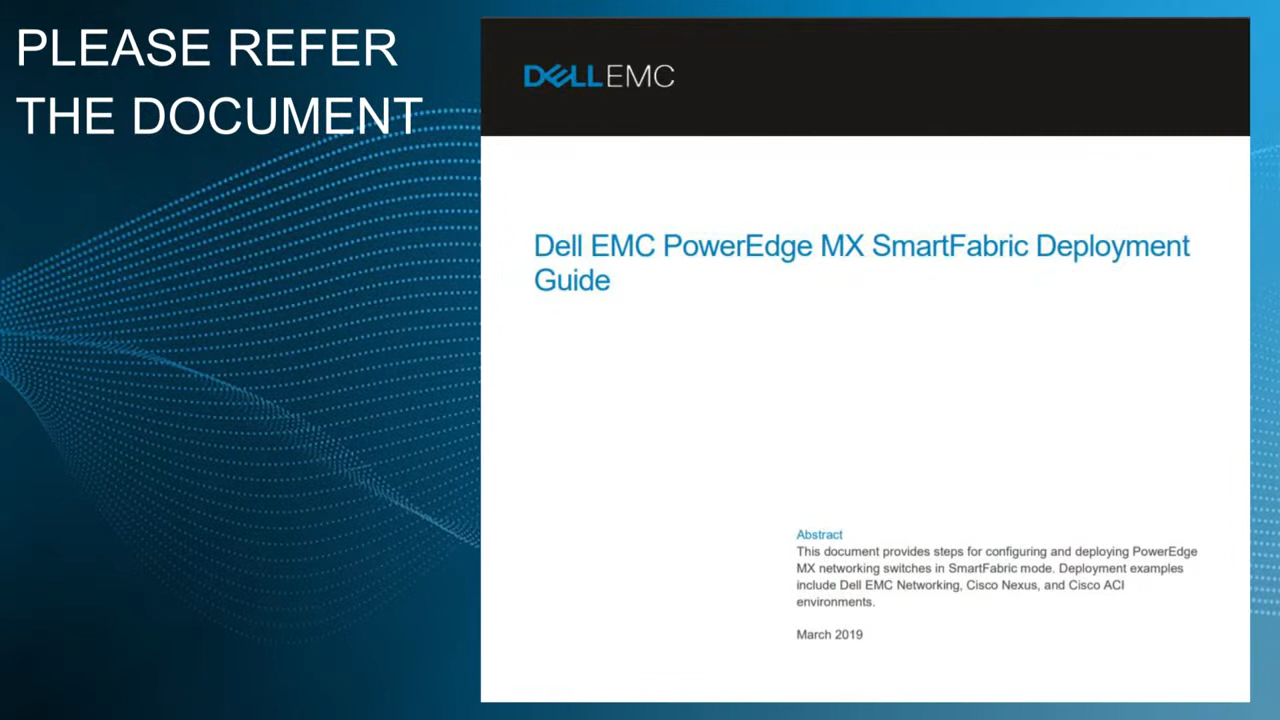 PLEASE REFER
THE DOCUMENT
DELL EMC
Dell EMC PowerEdge MX SmartFabric Deployment
Guide
Abstract
This document provides steps for configuring and deploying PowerEdge
MX networking switches in SmartFabric mode. Deployment examples
include Dell EMC Networking, Cisco Nexus, and Cisco ACI
environments.
March 2019